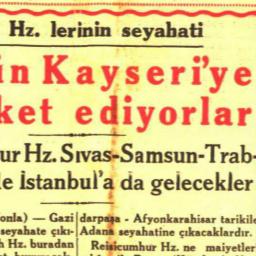 Hz. lerinin seyahati
in Kayseri'ye
ket ediyorlar
ur Hz. Sıvas-Samsun-Trab-
le İstanbul'a da gelecekler
onla) — Gazi
seyahate çıkı-
h Hz. buradan
darpaşa - Afyonkarahisar tarikile
Adana seyahatine çıkacaklardır.
Reisicumhur Hz. ne maiyetler